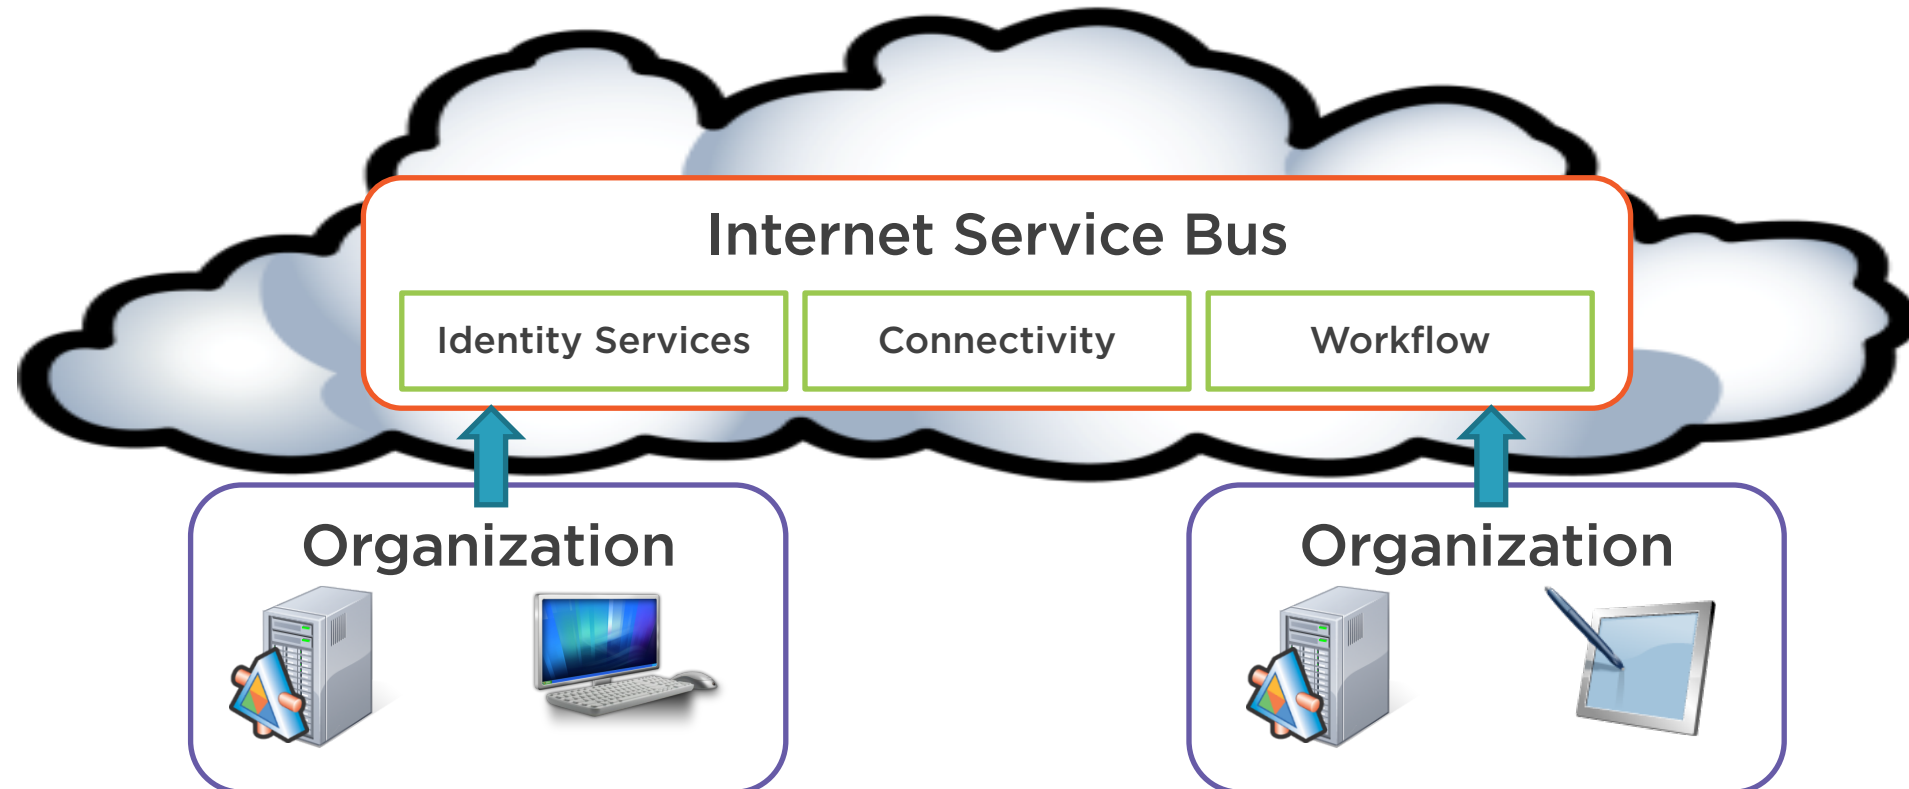 Internet Service Bus
Identity Services
Connectivity
Workflow
Organization
Organization